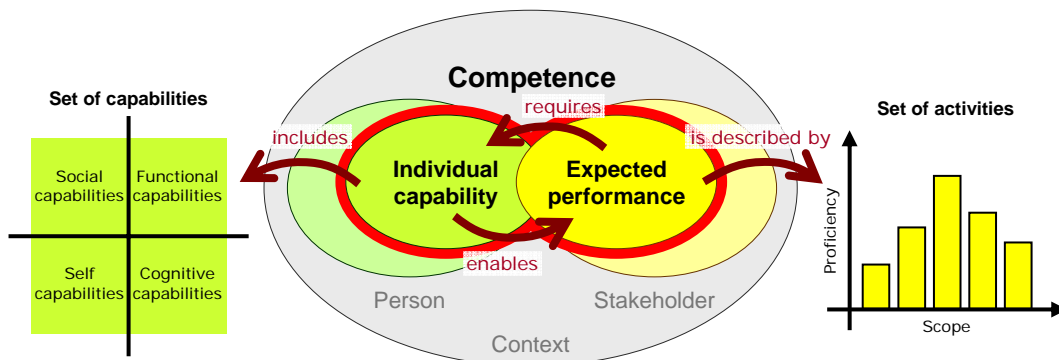 Set of capabilities
Social
capabilities
Functional
capabilities
Self
capabilities
Cognitive
capabilities
includes
Competence
requires
Individual
capability
Expected
performance
enables
Person
Stakeholder
Context
is described by
Set of activities
Proficiency
Scope